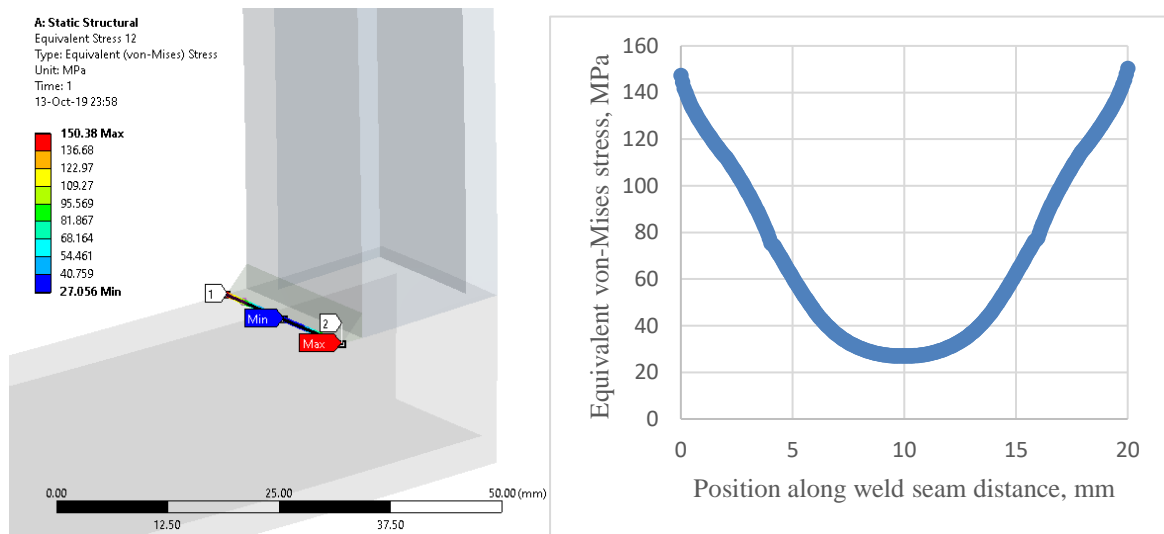 A: Static Structural
Equivalent Stress 12
Type: Equivalent (von-Mises) Stress
Unit: MPa
Time: 1
13-Oct-19 23:58
150.38 Max
136.68
122.97
109.27
95.569
81.867
68.164
54.461
40.759
27.056 Min
1
Min
2
Max
0.00
25.00
50.00 (mm)
12.50
37.50
Equivalent von-Mises stress, MPa
160
140
120
100
80
60
40
20
0
0 5 10 15 20
Position along weld seam distance, mm